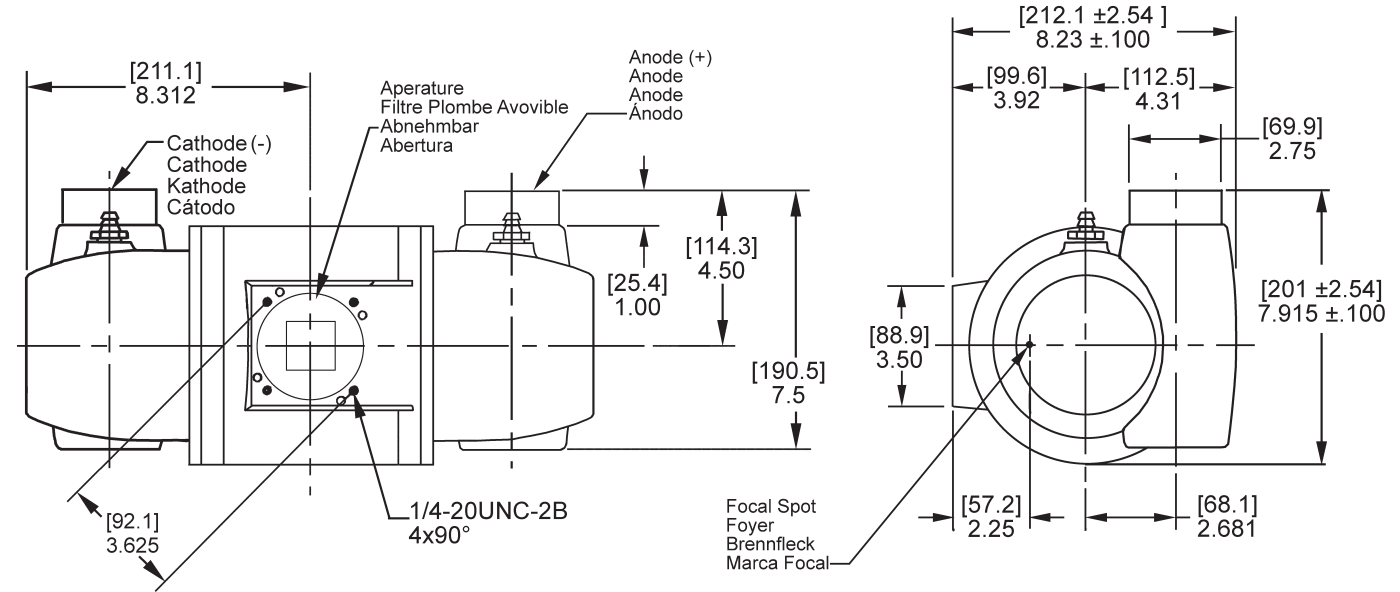 [211.1]
8.312
Cathode (-)
Cathode
Kathode
Cátodo
Aperature
Filtre Plombe Avovible
Abnehmbar
Abertura
Anode (+)
Anode
Anode
Ánodo
[25.4]
1.00
[114.3]
4.50
[190.5]
7.5
[92.1]
3.625
1/4-20UNC-2B
4x90°
[212.1 ±2.54 ]
8.23 ±.100
[99.6]
3.92
[112.5]
4.31
[69.9]
2.75
[88.9]
3.50
[201 ±2.54]
7.915 ±.100
Focal Spot
Foyer
Brennfleck
Marca Focal
[57.2]
2.25
[68.1]
2.681